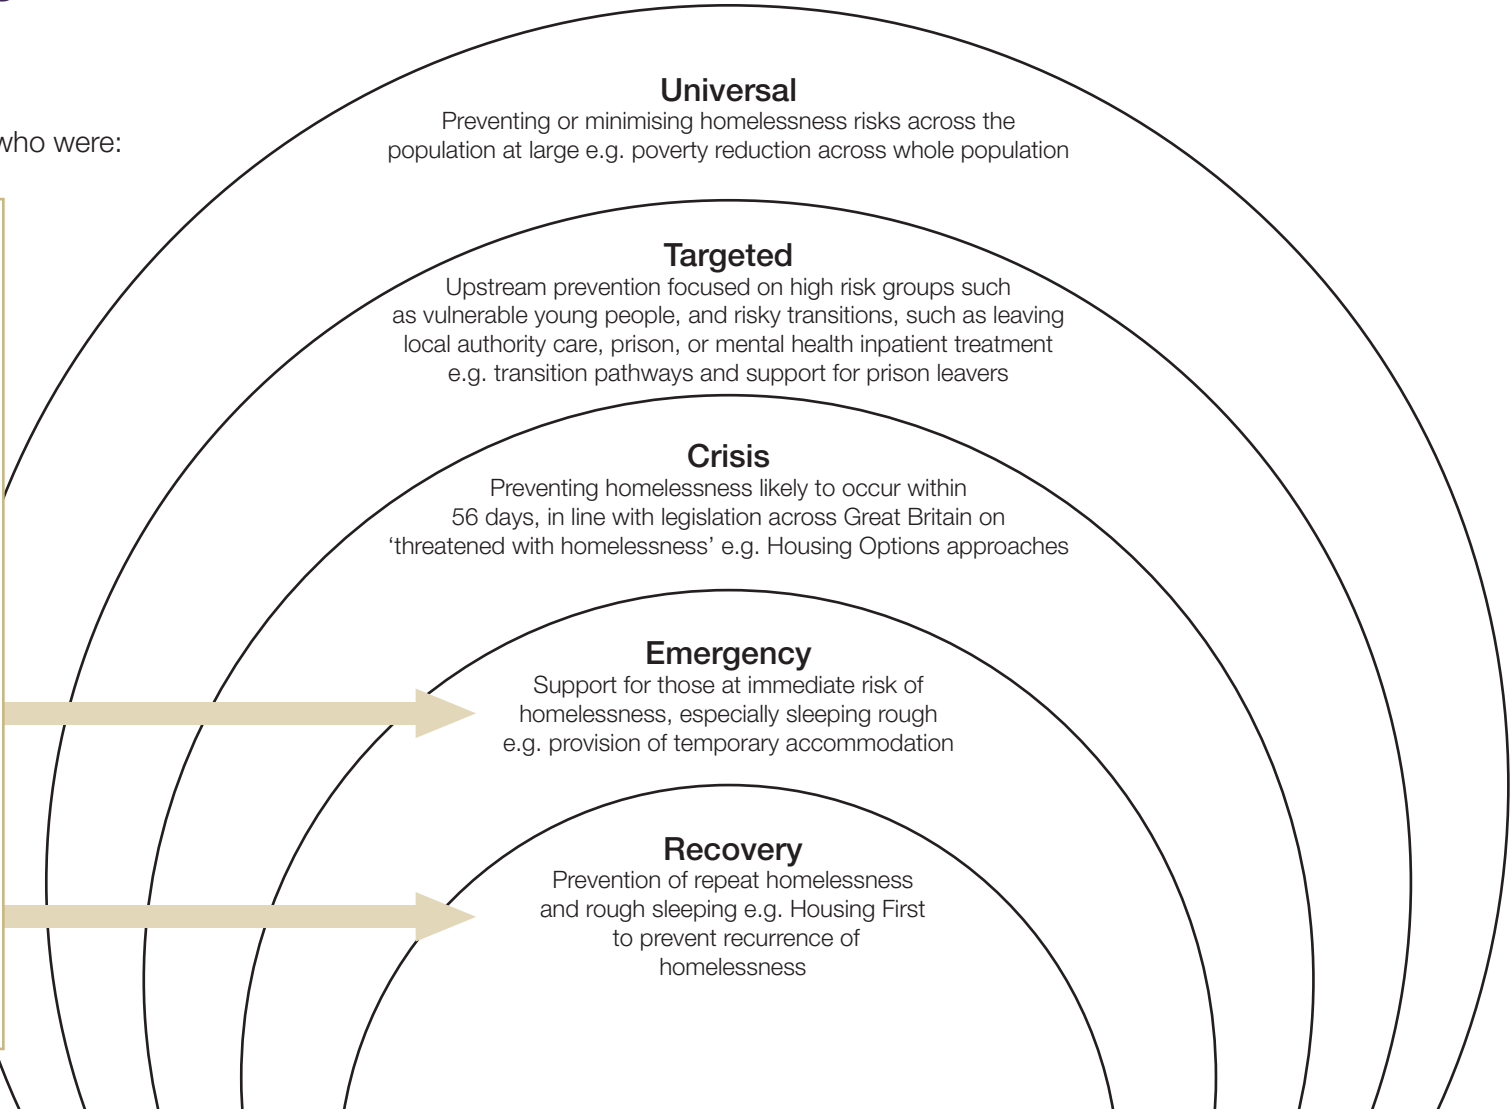 who were:
Universal
Preventing or minimising homelessness risks across the
population at large e.g. poverty reduction across whole population
Targeted
Upstream prevention focused on high risk groups such
as vulnerable young people, and risky transitions, such as leaving
local authority care, prison, or mental health inpatient treatment
e.g. transition pathways and support for prison leavers
Crisis
Preventing homelessness likely to occur within
56 days, in line with legislation across Great Britain on
‘threatened with homelessness’ e.g. Housing Options approaches
Emergency
Support for those at immediate risk of
homelessness, especially sleeping rough
e.g. provision of temporary accommodation
Recovery
Prevention of repeat homelessness
and rough sleeping e.g. Housing First
to prevent recurrence of
homelessness